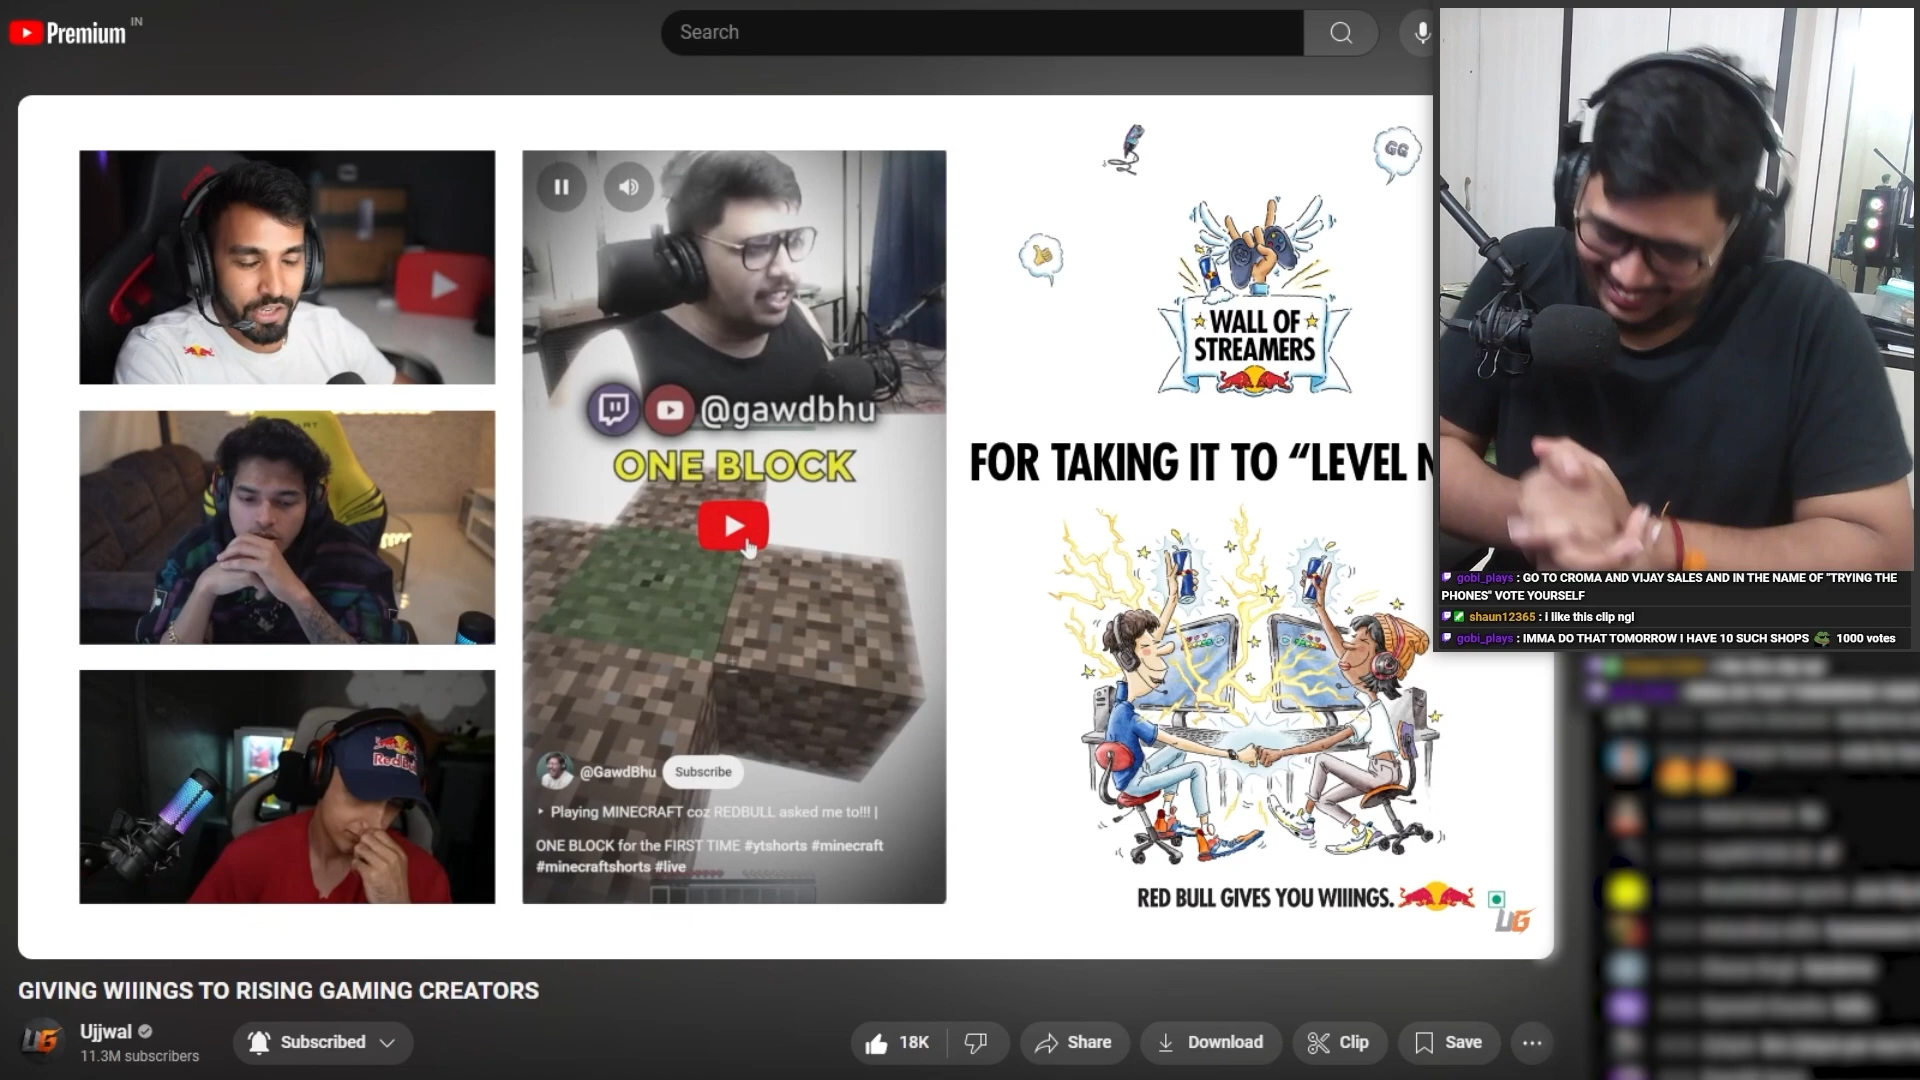 Premium IN
Search
GG
WALL OF
STREAMERS
@gawdbhu
ONE BLOCK
FOR TAKING IT TO “LEVEL
@GawdBhu Subscribe
Playing MINECRAFT coz REDBULL asked me to!!! |
ONE BLOCK for the FIRST TIME #ytshorts #minecraft
#minecraftshorts #live
Red Bull
RED BULL GIVES YOU WIIINGS.
UG
gobi_plays : GO TO CROMA AND VIJAY SALES AND IN THE NAME OF "TRYING THE
PHONES" VOTE YOURSELF
shaun12365 : i like this clip ngl
gobi_plays : IMMA DO THAT TOMORROW I HAVE 10 SUCH SHOPS 1000 votes
GIVING WIIINGS TO RISING GAMING CREATORS
UG
Ujjwal
11.3M subscribers
Subscribed
18K
Share
Download
Clip
Save